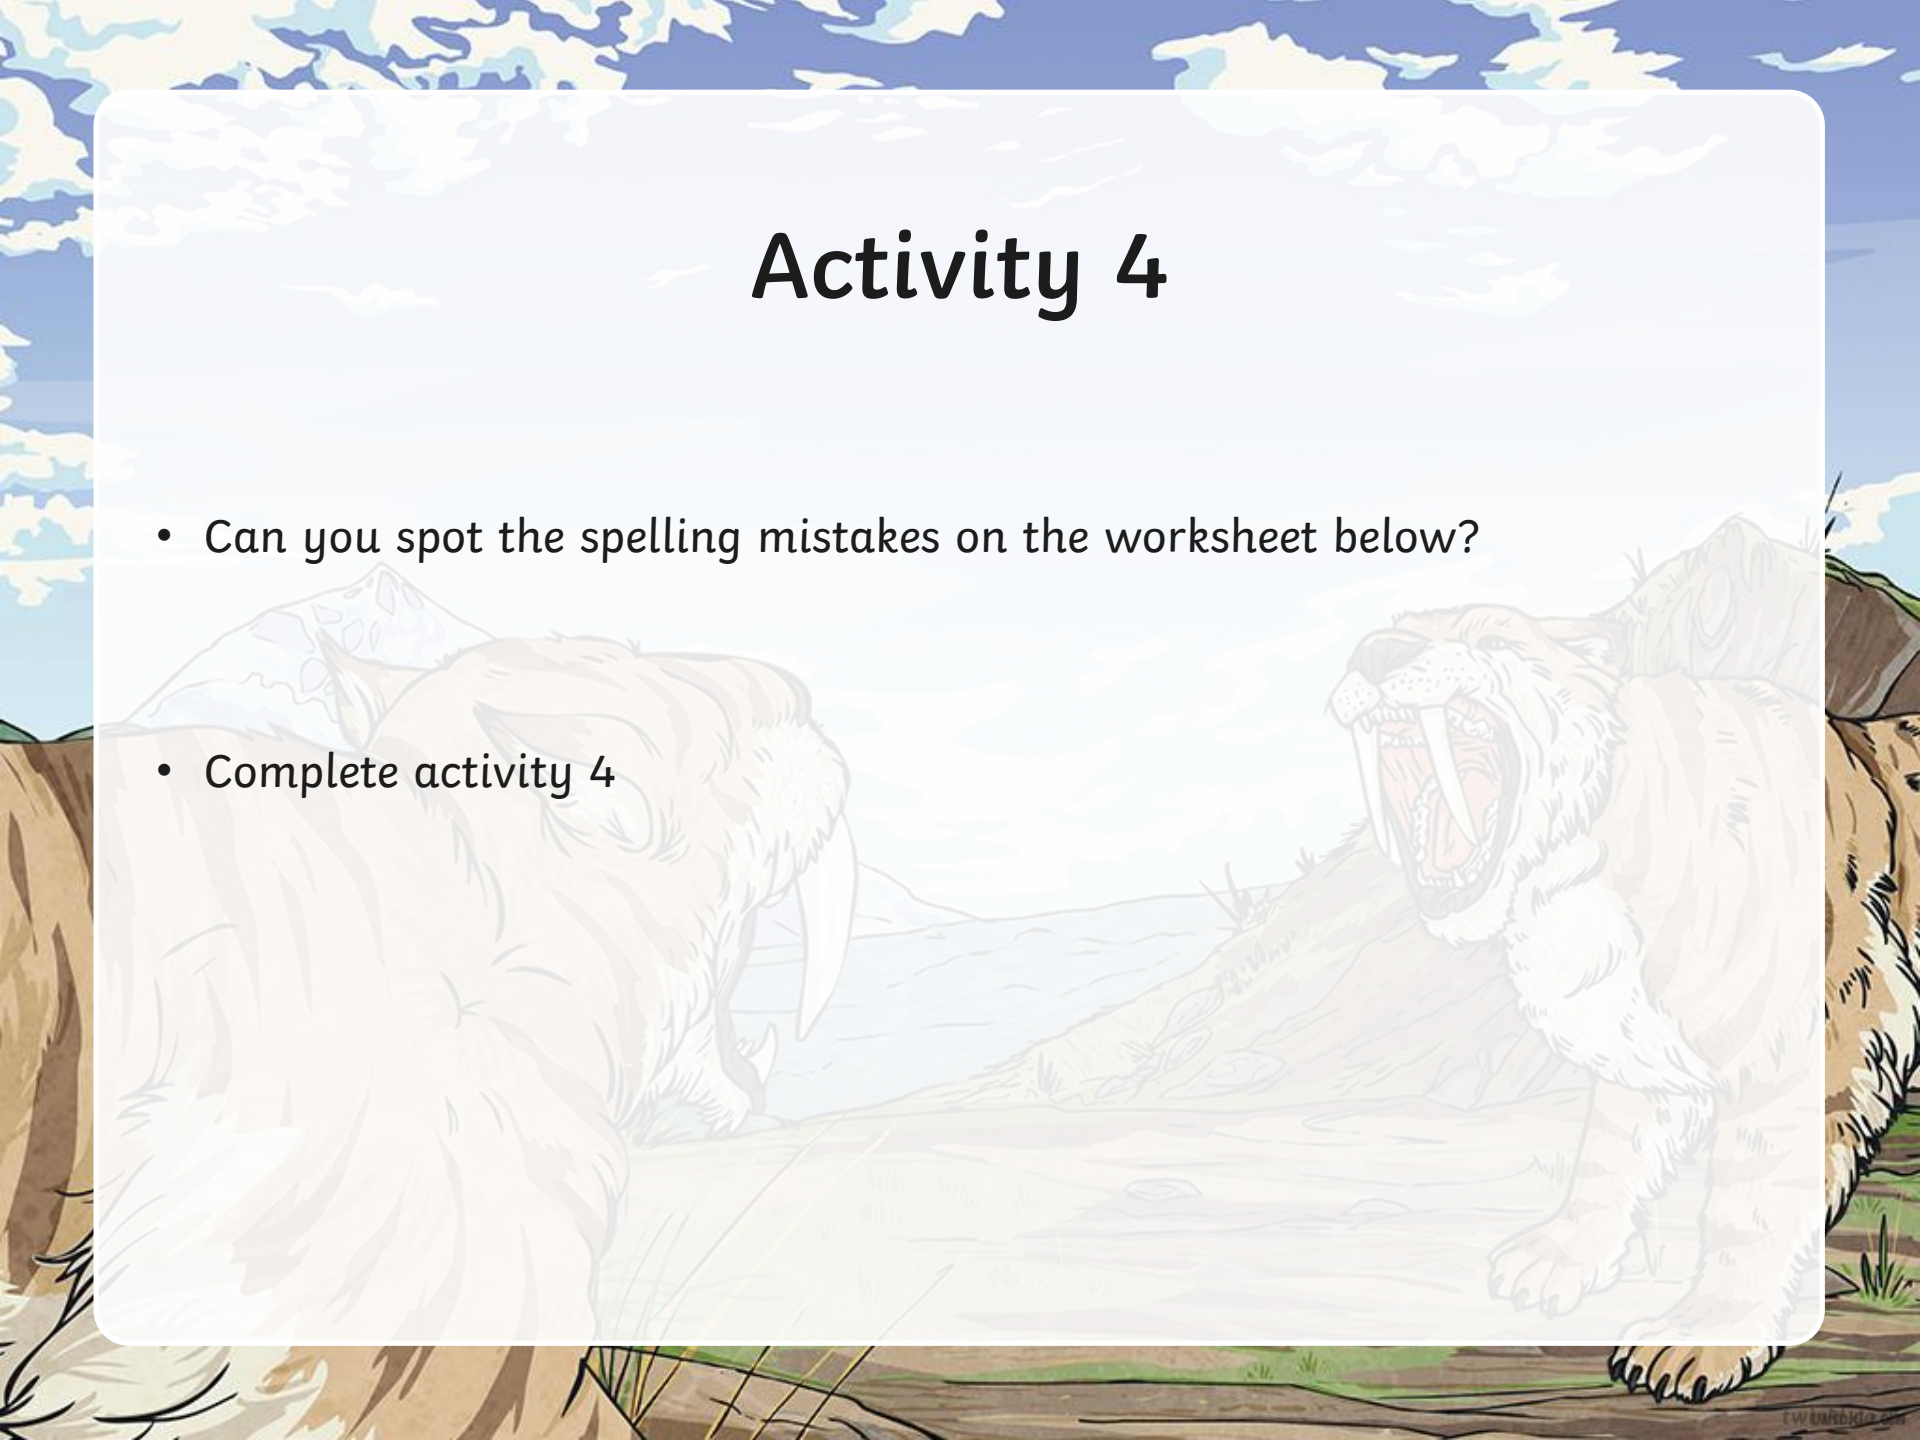 Activity 4
• Can you spot the spelling mistakes on the worksheet below?
• Complete activity 4